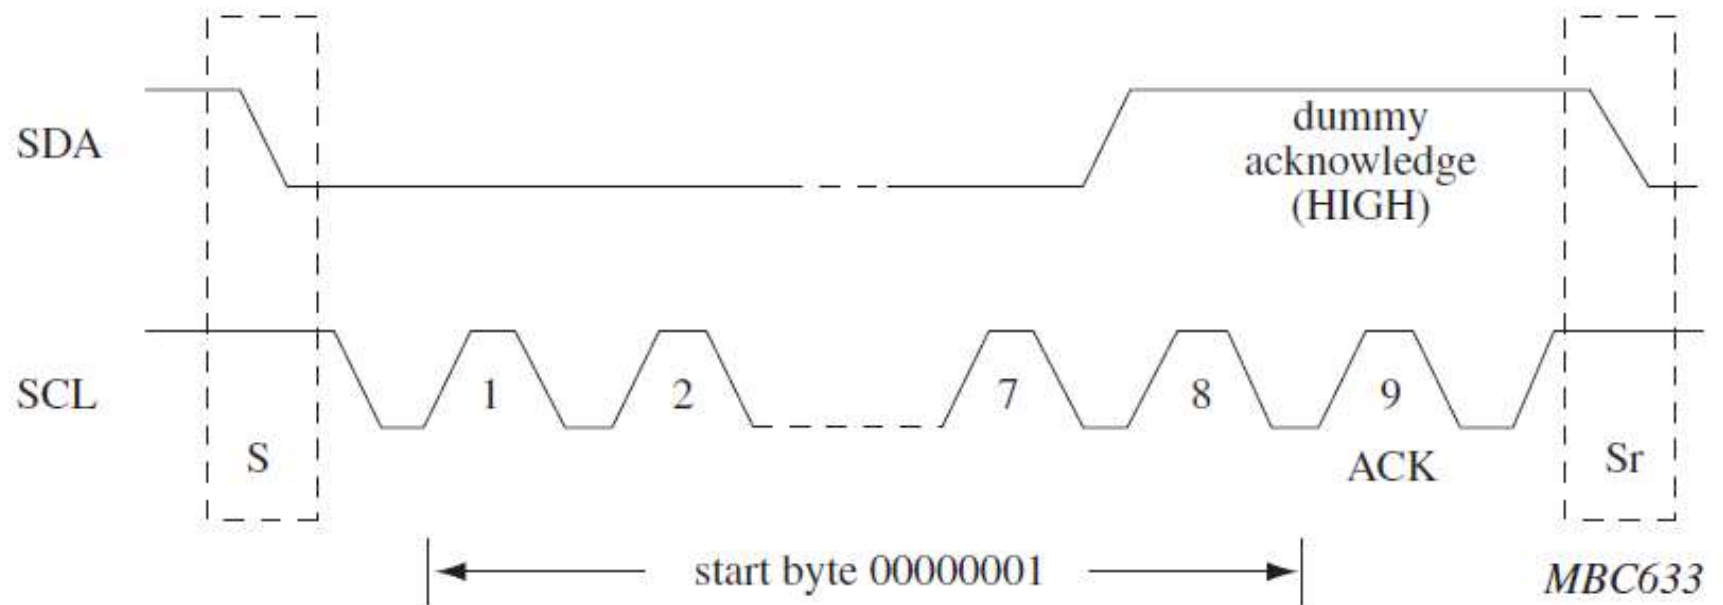 SDA
dummy
acknowledge
(HIGH)
SCL
1
2
7
8
9
S
ACK
Sr
start byte 00000001
MBC633